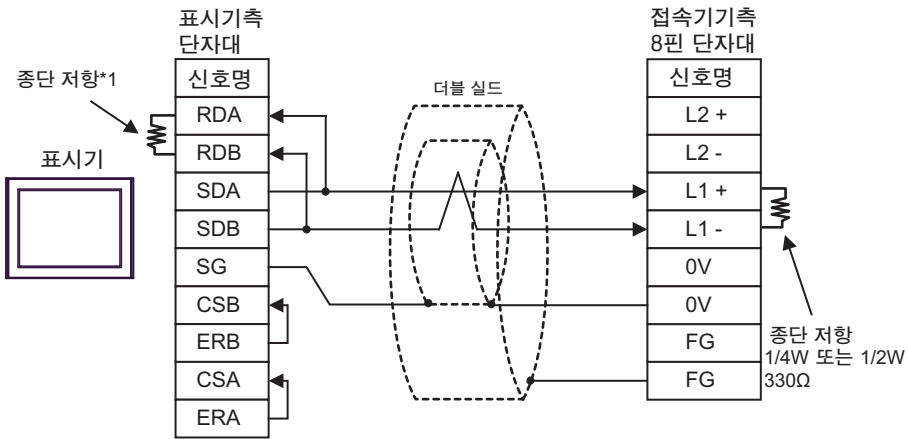 표시기측
단자대
접속기기측
8핀 단자대
종단 저항*1
신호명
더블 실드
신호명
RDA
L2 +
RDB
L2 -
표시기
SDA
L1 +
SDB
L1 -
SG
0V
CSB
0V
ERB
FG
종단 저항
1/4W 또는 1/2W
330Ω
CSA
FG
ERA